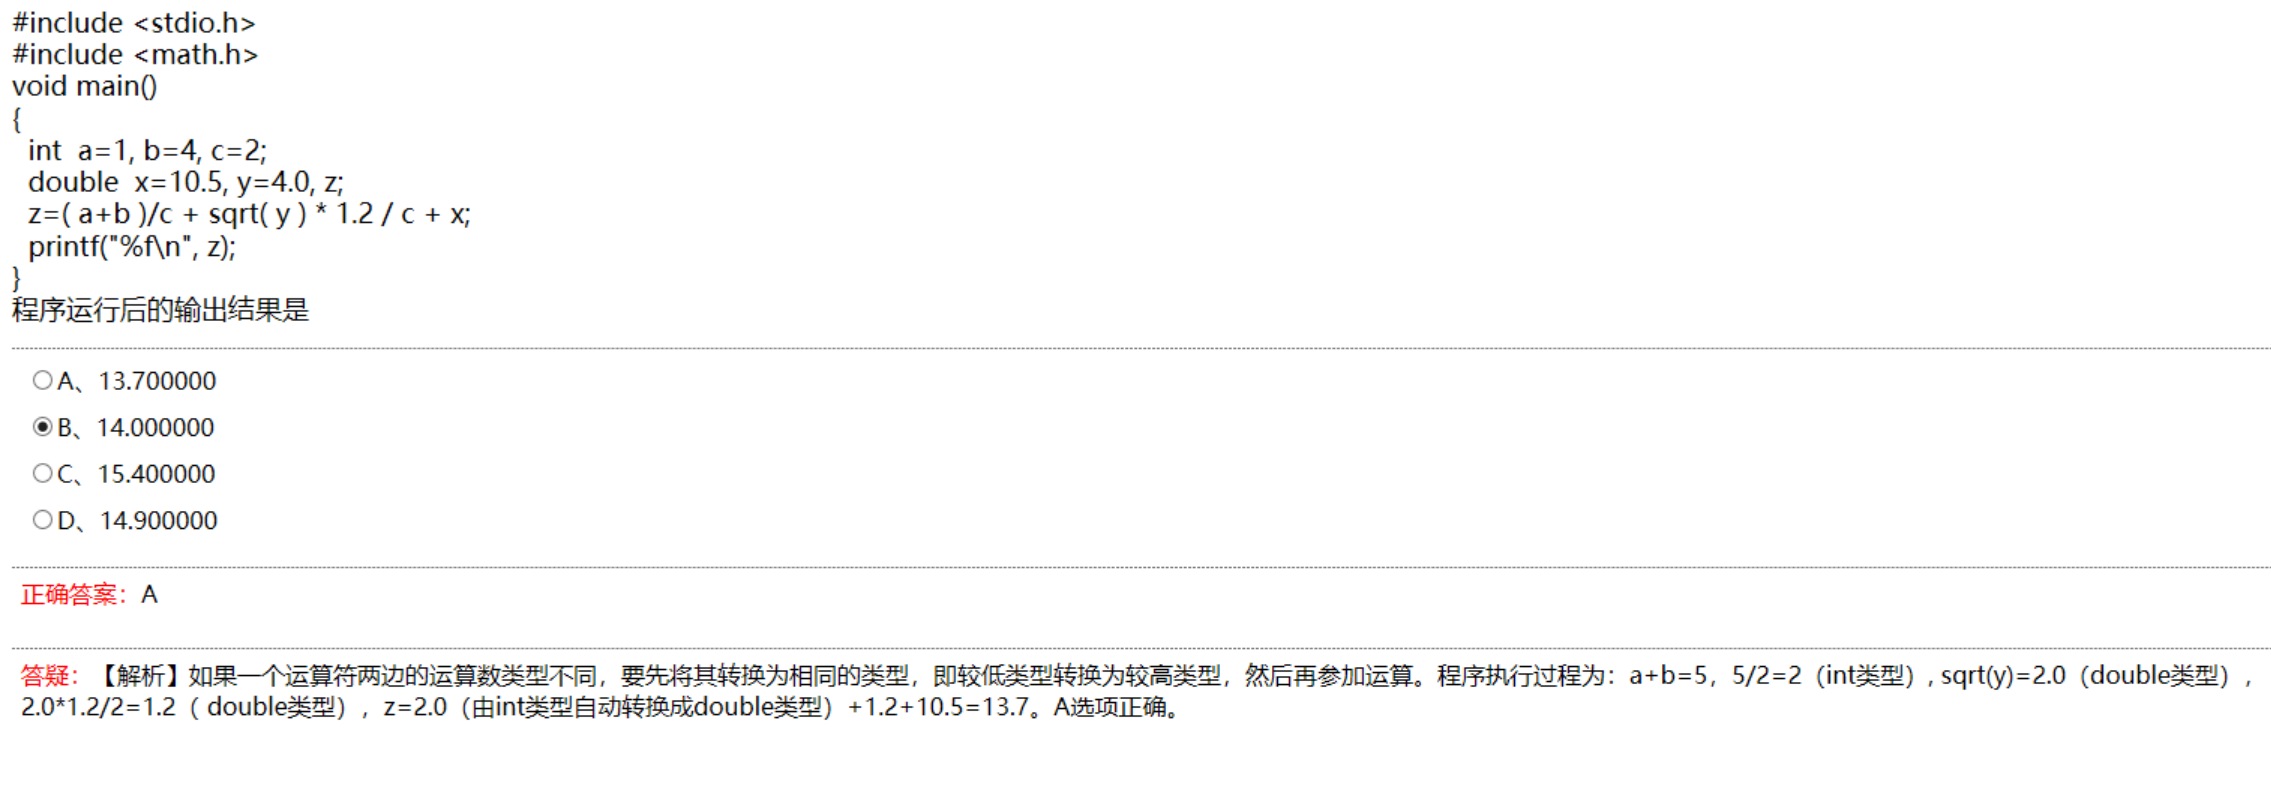 #include <stdio.h>
#include <math.h>
void main()
{
int  a=1, b=4, c=2;
double  x=10.5, y=4.0, z;
z=( a+b )/c + sqrt( y ) * 1.2 / c + x;
printf("%f\n", z);
}
程序运行后的输出结果是
A、13.700000
B、14.000000
C、15.400000
D、14.900000
正确答案：A
答疑：【解析】如果一个运算符两边的运算数类型不同，要先将其转换为相同的类型，即较低类型转换为较高类型，然后再参加运算。程序执行过程为：a+b=5，5/2=2（int类型）, sqrt(y)=2.0（double类型），
2.0*1.2/2=1.2（ double类型），z=2.0（由int类型自动转换成double类型）+1.2+10.5=13.7。A选项正确。